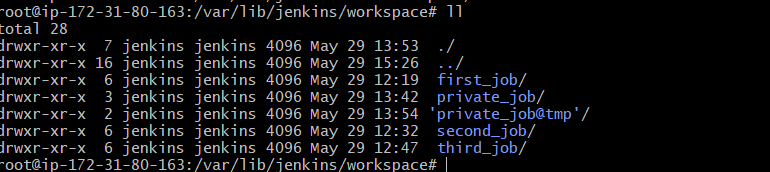 root@ip-172-31-80-163:/var/lib/jenkins/workspace# ll
total 28
drwxr-xr-x 7 jenkins jenkins 4096 May 29 13:53 ./
drwxr-xr-x 16 jenkins jenkins 4096 May 29 15:26 ../
drwxr-xr-x 6 jenkins jenkins 4096 May 29 12:19 first_job/
drwxr-xr-x 3 jenkins jenkins 4096 May 29 13:42 private_job/
drwxr-xr-x 2 jenkins jenkins 4096 May 29 13:54 'private_job@tmp'/
drwxr-xr-x 6 jenkins jenkins 4096 May 29 12:32 second_job/
drwxr-xr-x 6 jenkins jenkins 4096 May 29 12:47 third_job/
root@ip-172-31-80-163:/var/lib/jenkins/workspace#